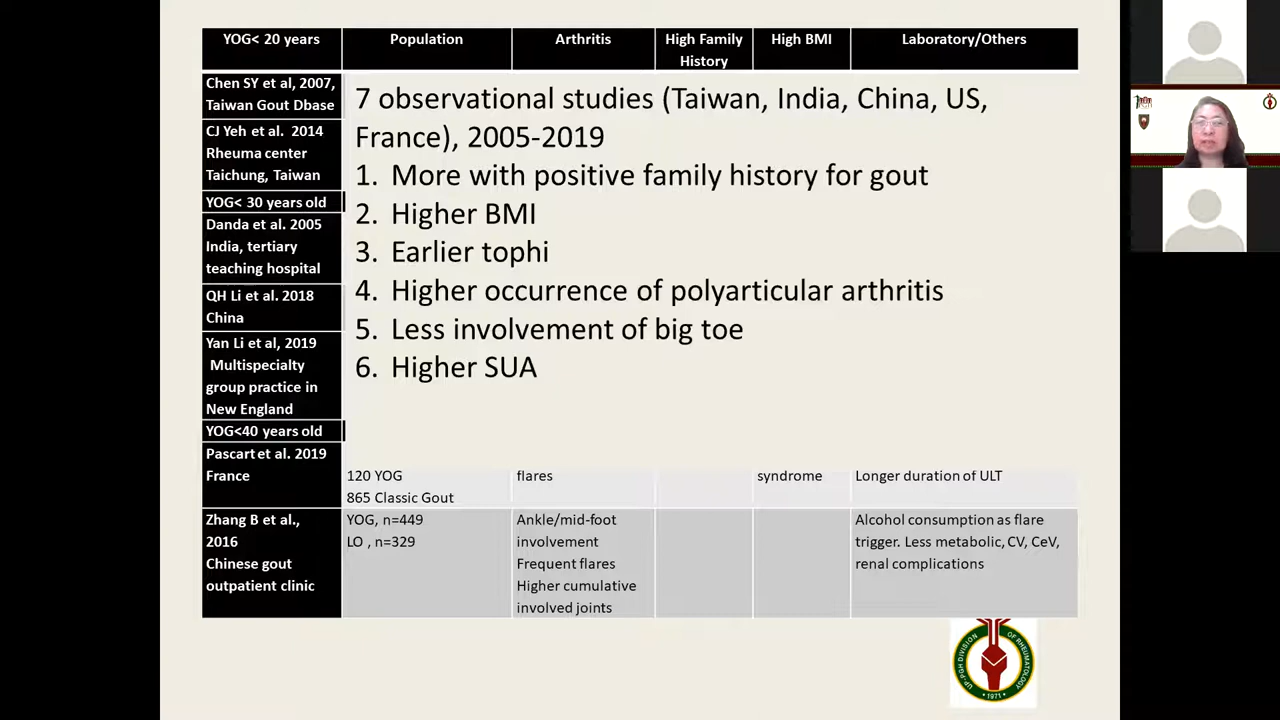 YOG< 20 years
Population
Arthritis
High Family
History
High BMI
Laboratory/Others
Chen SY et al, 2007,
Taiwan Gout Dbase
CJ Yeh et al.  2014
Rheuma center
Taichung, Taiwan
YOG< 30 years old
Danda et al. 2005
India, tertiary
teaching hospital
QH Li et al. 2018
China
Yan Li et al, 2019
Multispecialty
group practice in
New England
YOG<40 years old
7 observational studies (Taiwan, India, China, US,
France), 2005-2019
1. More with positive family history for gout
2. Higher BMI
3. Earlier tophi
4. Higher occurrence of polyarticular arthritis
5. Less involvement of big toe
6. Higher SUA
Pascart et al. 2019
France
120 YOG
865 Classic Gout
flares
syndrome
Longer duration of ULT
Zhang B et al.,
2016
Chinese gout
outpatient clinic
YOG, n=449
LO , n=329
Ankle/mid-foot
involvement
Frequent flares
Higher cumulative
involved joints
Alcohol consumption as flare
trigger. Less metabolic, CV, CeV,
renal complications
UP-PGH DIVISION
OF RHEUMATOLOGY
1971